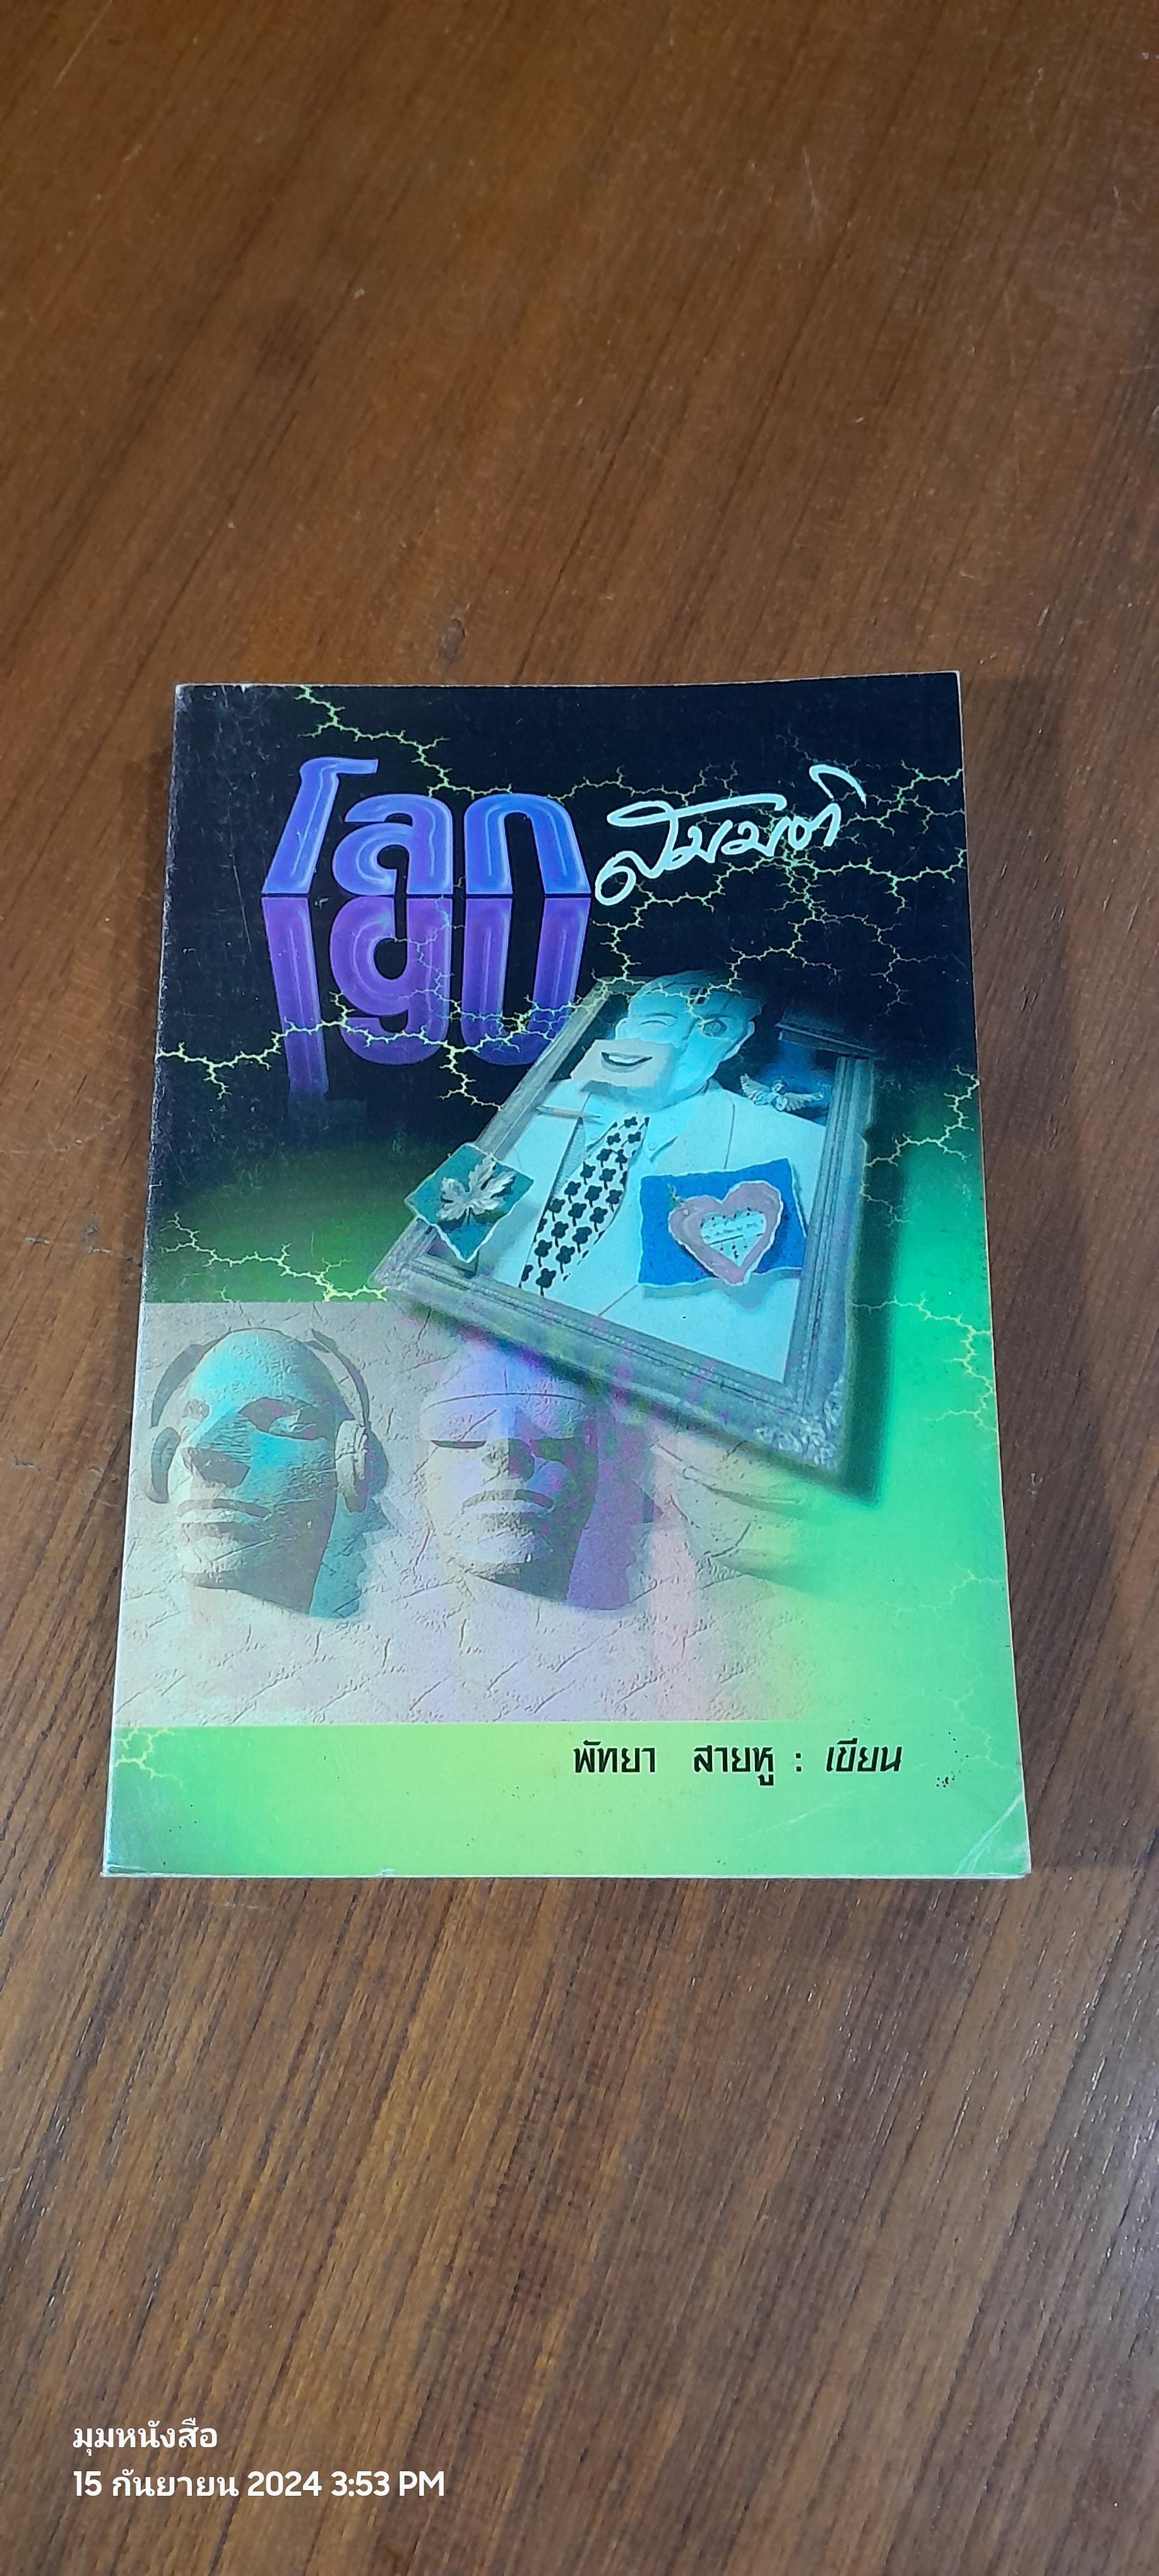 โลก สมมติ
พัทยา สายหู : เขียน
มุมหนังสือ
15 กันยายน 2024 3:53 PM